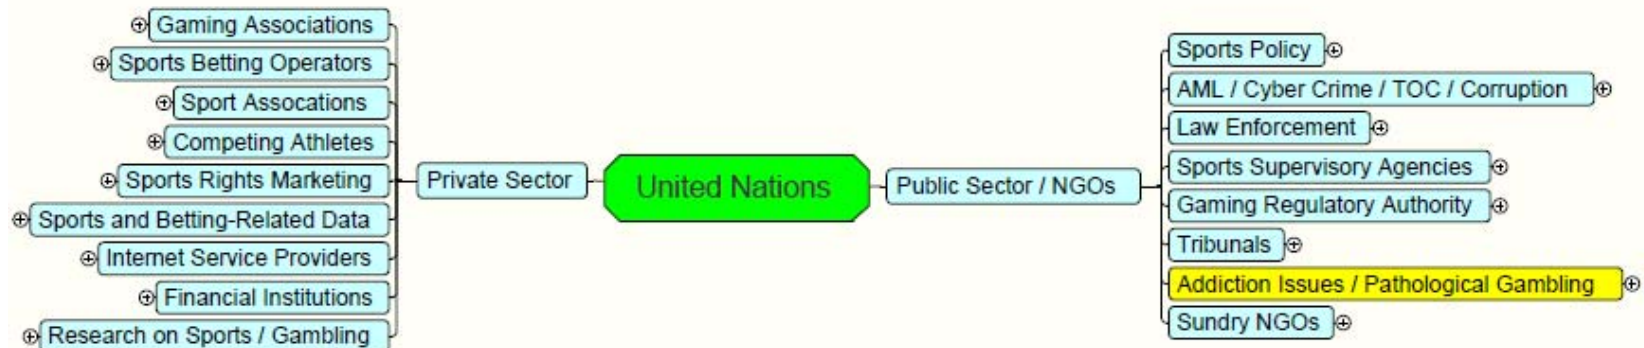 Gaming Associations
Sports Betting Operators
Sport Assocations
Competing Athletes
Sports Rights Marketing
Sports and Betting-Related Data
Internet Service Providers
Financial Institutions
Research on Sports / Gambling
Private Sector
United Nations
Public Sector / NGOs
Sports Policy
AML / Cyber Crime / TOC / Corruption
Law Enforcement
Sports Supervisory Agencies
Gaming Regulatory Authority
Tribunals
Addiction Issues / Pathological Gambling
Sundry NGOs